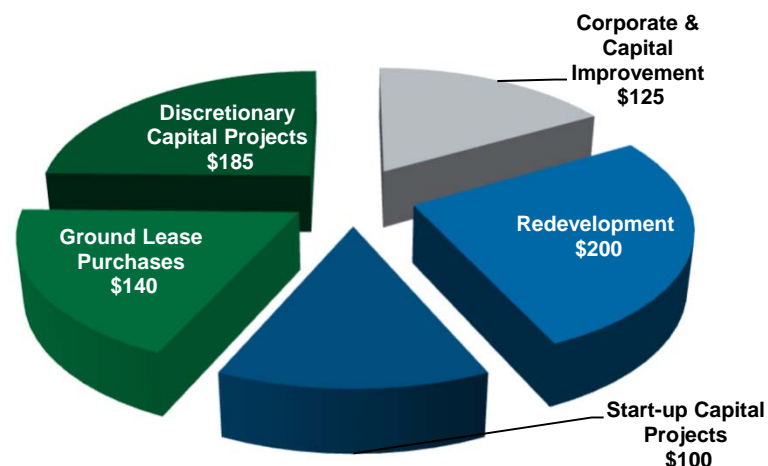 Corporate &
Capital
Improvement
$125
Discretionary
Capital Projects
$185
Redevelopment
$200
Ground Lease
Purchases
$140
Start-up Capital
Projects
$100